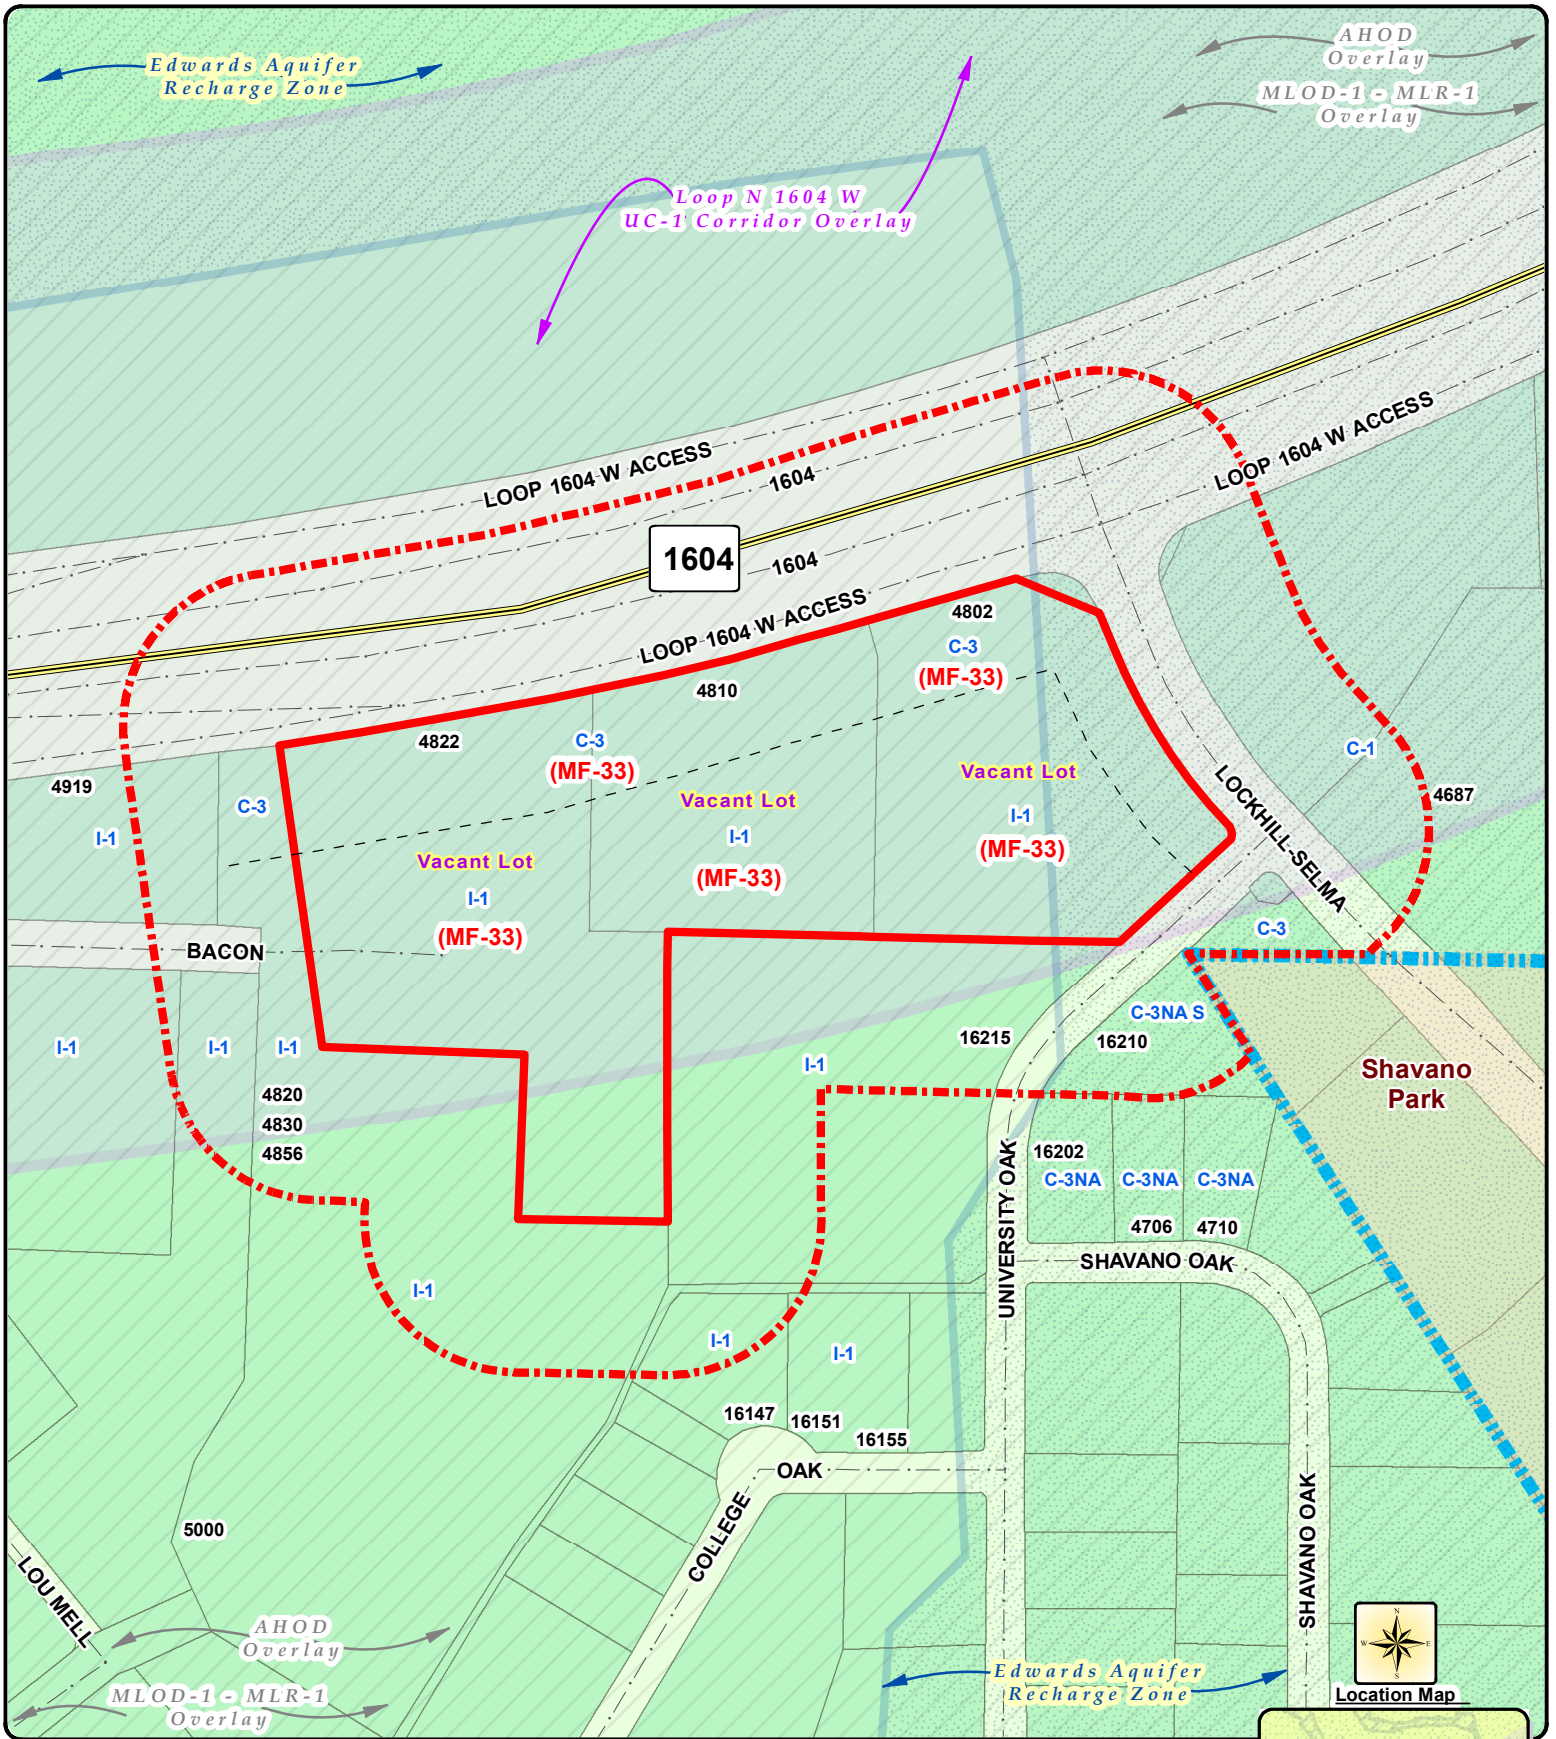 Edwards Aquifer
Recharge Zone
AHOD
Overlay
MLOD-1 - MLR-1
Overlay
Loop N 1604 W
UC-1 Corridor Overlay
LOOP 1604 W ACCESS
1604
LOOP 1604 W ACCESS
1604
1604
LOOP 1604 W ACCESS
4802
C-3
(MF-33)
4810
4822
C-3
(MF-33)
Vacant Lot
I-1
(MF-33)
Vacant Lot
I-1
(MF-33)
Vacant Lot
I-1
(MF-33)
4919
I-1
C-3
C-1
4687
LOCKHILL-SELMA
C-3
BACON
C-3NA S
16215
16210
I-1
I-1
I-1
I-1
4820
4830
4856
Shavano
Park
16202
C-3NA
C-3NA
C-3NA
4706
4710
UNIVERSITY OAK
SHAVANO OAK
I-1
I-1
I-1
16147
16151
16155
OAK
COLLEGE
SHAVANO OAK
5000
LOU MELL
AHOD
Overlay
MLOD-1 - MLR-1
Overlay
Edwards Aquifer
Recharge Zone
N
W
E
S
Location Map